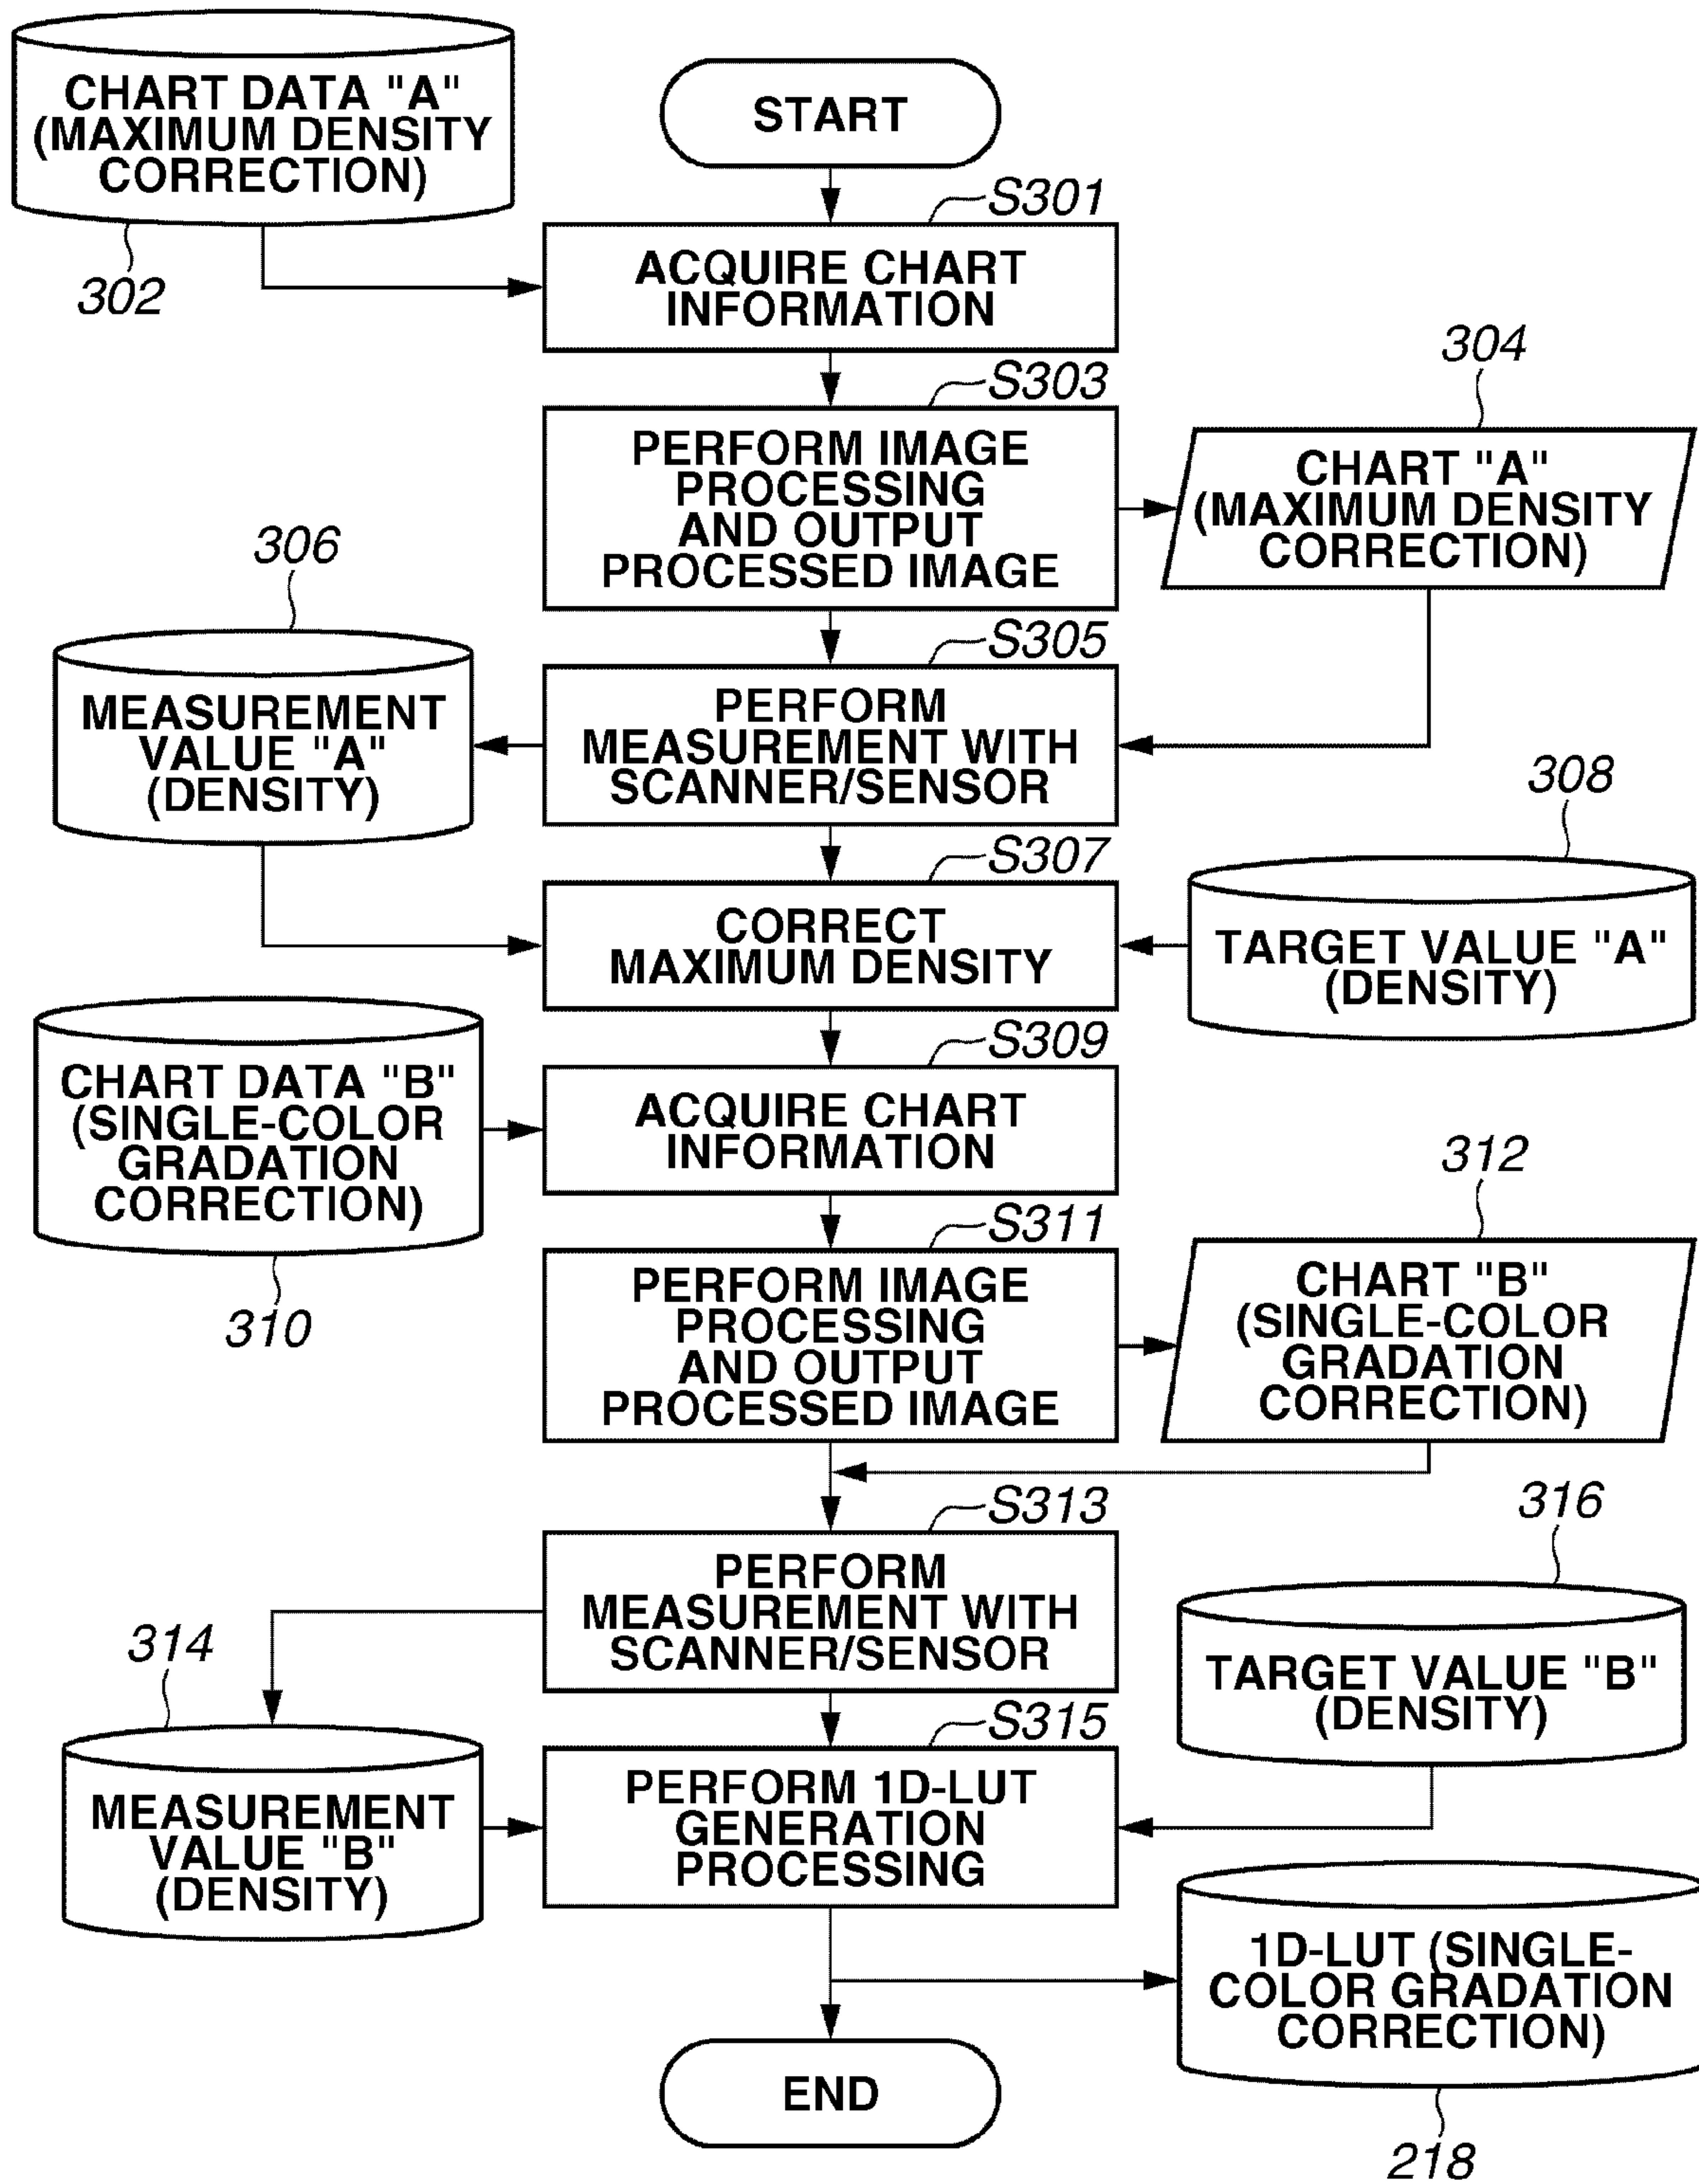 CHART DATA "A"
(MAXIMUM DENSITY
CORRECTION)
302
START
S301
ACQUIRE CHART
INFORMATION
S303
PERFORM IMAGE
PROCESSING
AND OUTPUT
PROCESSED IMAGE
304
CHART "A"
(MAXIMUM DENSITY
CORRECTION)
306
MEASUREMENT
VALUE "A"
(DENSITY)
S305
PERFORM
MEASUREMENT WITH
SCANNER/SENSOR
308
TARGET VALUE "A"
(DENSITY)
S307
CORRECT
MAXIMUM DENSITY
CHART DATA "B"
(SINGLE-COLOR
GRADATION
CORRECTION)
310
S309
ACQUIRE CHART
INFORMATION
S311
PERFORM IMAGE
PROCESSING
AND OUTPUT
PROCESSED IMAGE
312
CHART "B"
(SINGLE-COLOR
GRADATION
CORRECTION)
S313
PERFORM
MEASUREMENT WITH
SCANNER/SENSOR
316
TARGET VALUE "B"
(DENSITY)
314
MEASUREMENT
VALUE "B"
(DENSITY)
S315
PERFORM 1D-LUT
GENERATION
PROCESSING
1D-LUT (SINGLE-
COLOR GRADATION
CORRECTION)
218
END